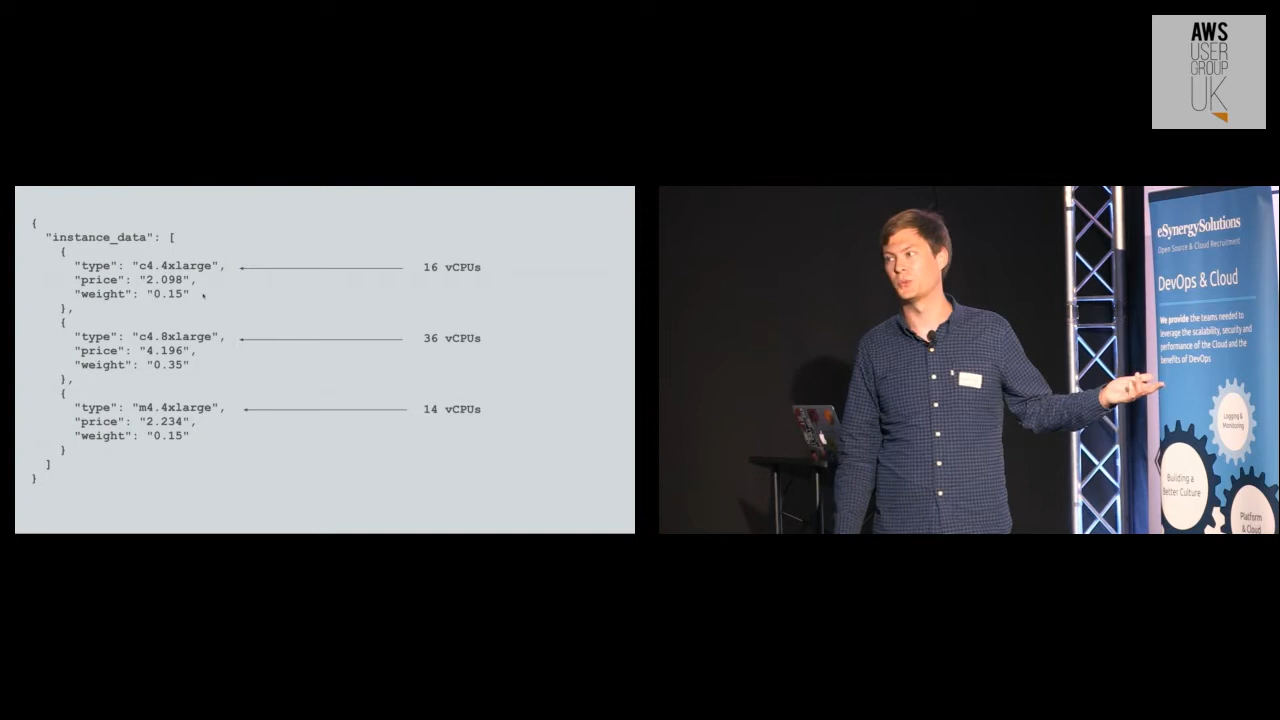 AWS
USER
GROUP
UK
{
"instance_data": [
{
"type": "c4.4xlarge",
16 vCPUs
"price": "2.098",
"weight": "0.15"
},
{
"type": "c4.8xlarge",
36 vCPUs
"price": "4.196",
"weight": "0.35"
},
{
"type": "m4.4xlarge",
14 vCPUs
"price": "2.234",
"weight": "0.15"
}
]
}
eSynergySolutions
Open Source & Cloud Recruitment
DevOps & Cloud
We provide the teams needed to
leverage the scalability, security and
performance of the Cloud and the
benefits of DevOps
Logging &
Monitoring
Building a
Better Culture
Platform
& Cloud